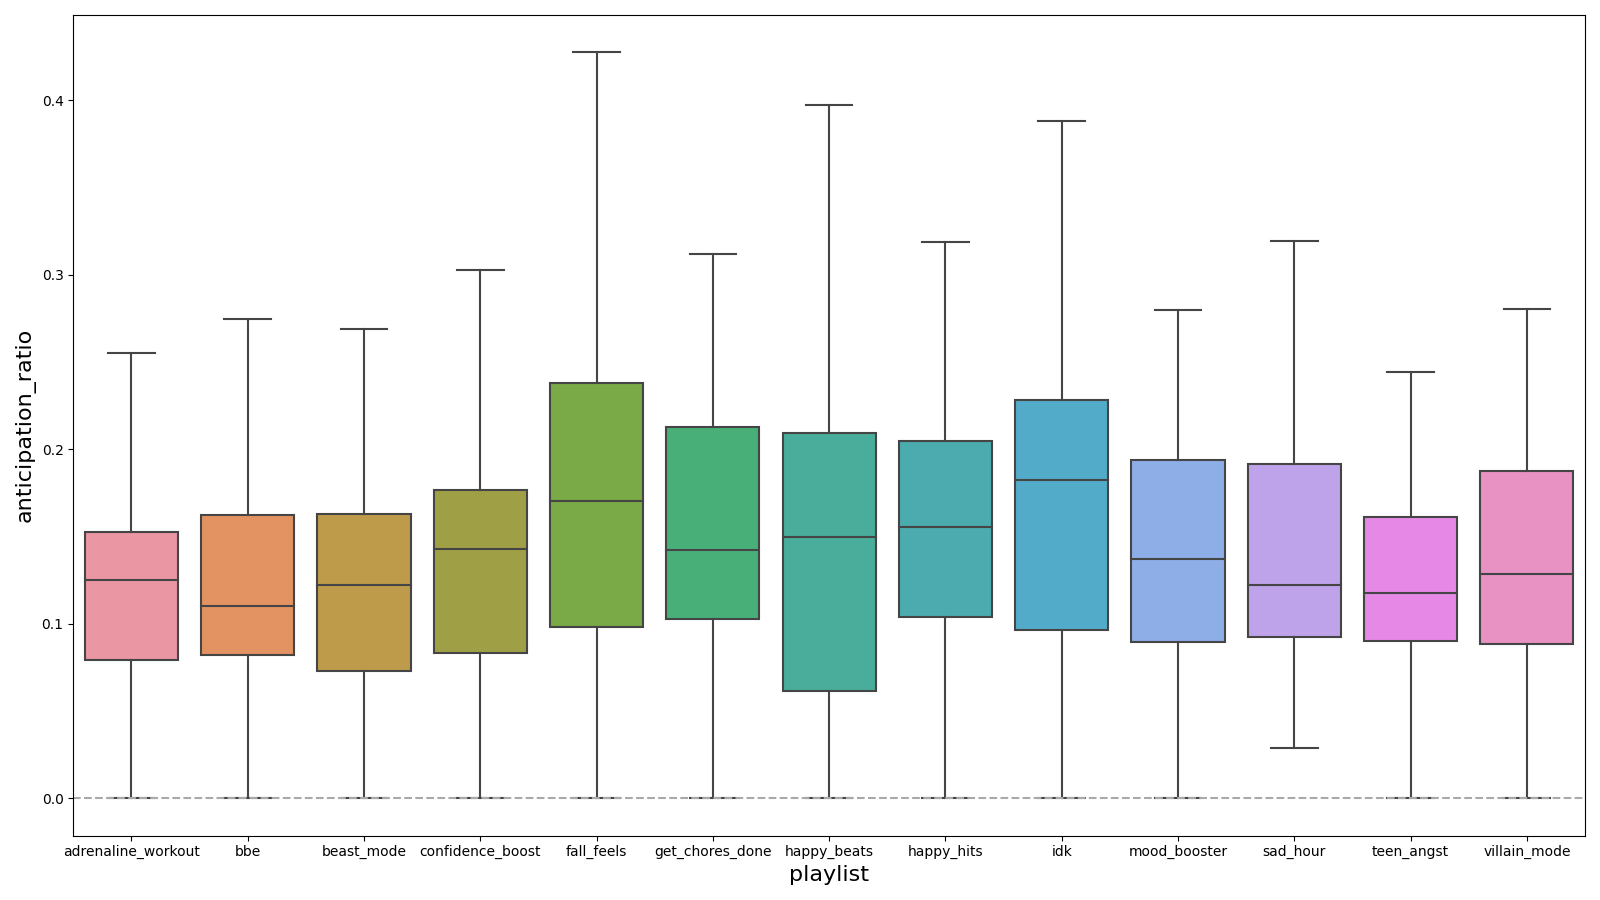 anticipation_ratio
0.4
0.3
0.2
0.1
0.0
adrenaline_workout bbe beast_mode confidence_boost fall_feels get_chores_done happy_beats happy_hits idk mood_booster sad_hour teen_angst villain_mode
playlist